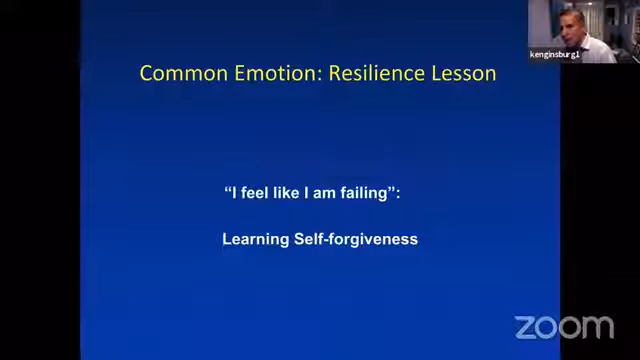 kenginsburg1
Common Emotion: Resilience Lesson
“I feel like I am failing”:
Learning Self-forgiveness
zoom